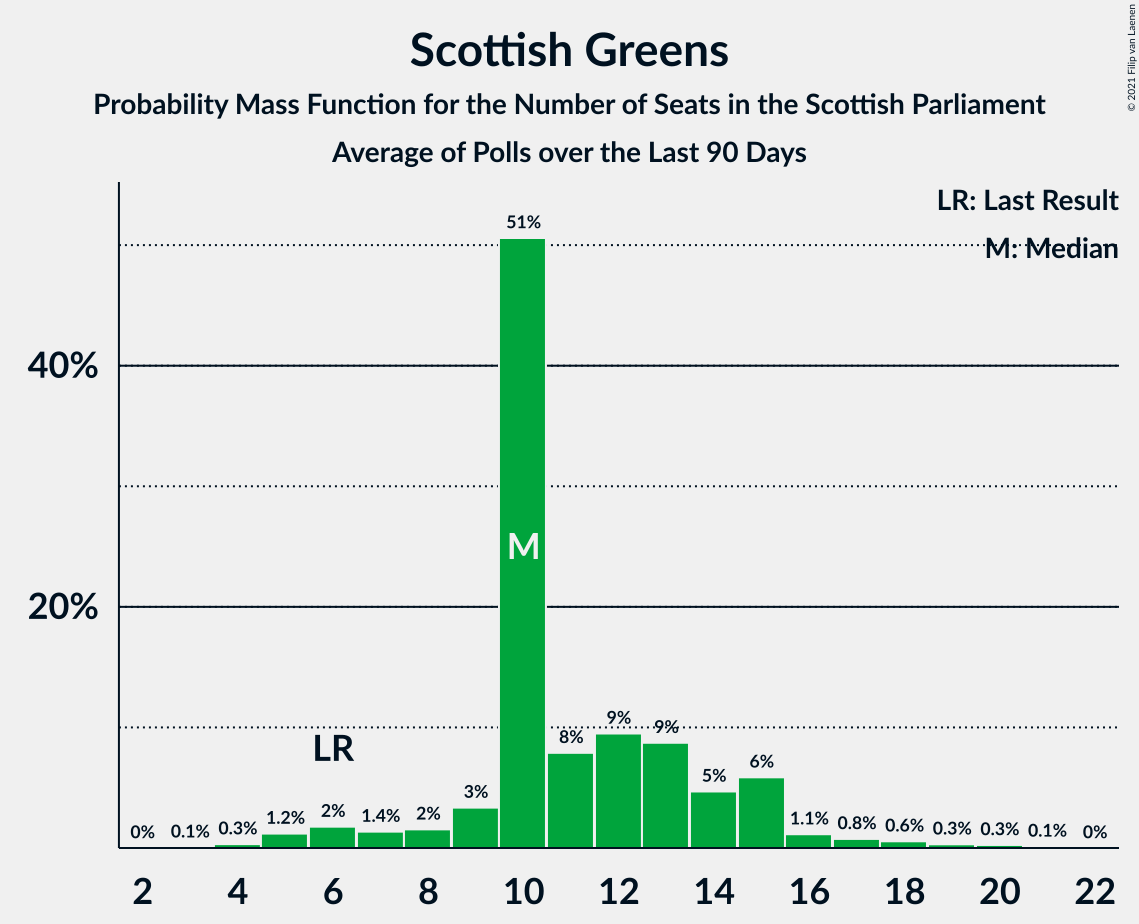 Scottish Greens
Probability Mass Function for the Number of Seats in the Scottish Parliament
Average of Polls over the Last 90 Days
© 2021 Filip van Laenen
LR: Last Result
M: Median
51%
40%
M
20%
LR
0% 0.1% 0.3% 1.2% 2% 1.4% 2% 3% 8% 9% 9% 5% 6% 1.1% 0.8% 0.6% 0.3% 0.3% 0.1% 0%
2 4 6 8 10 12 14 16 18 20 22